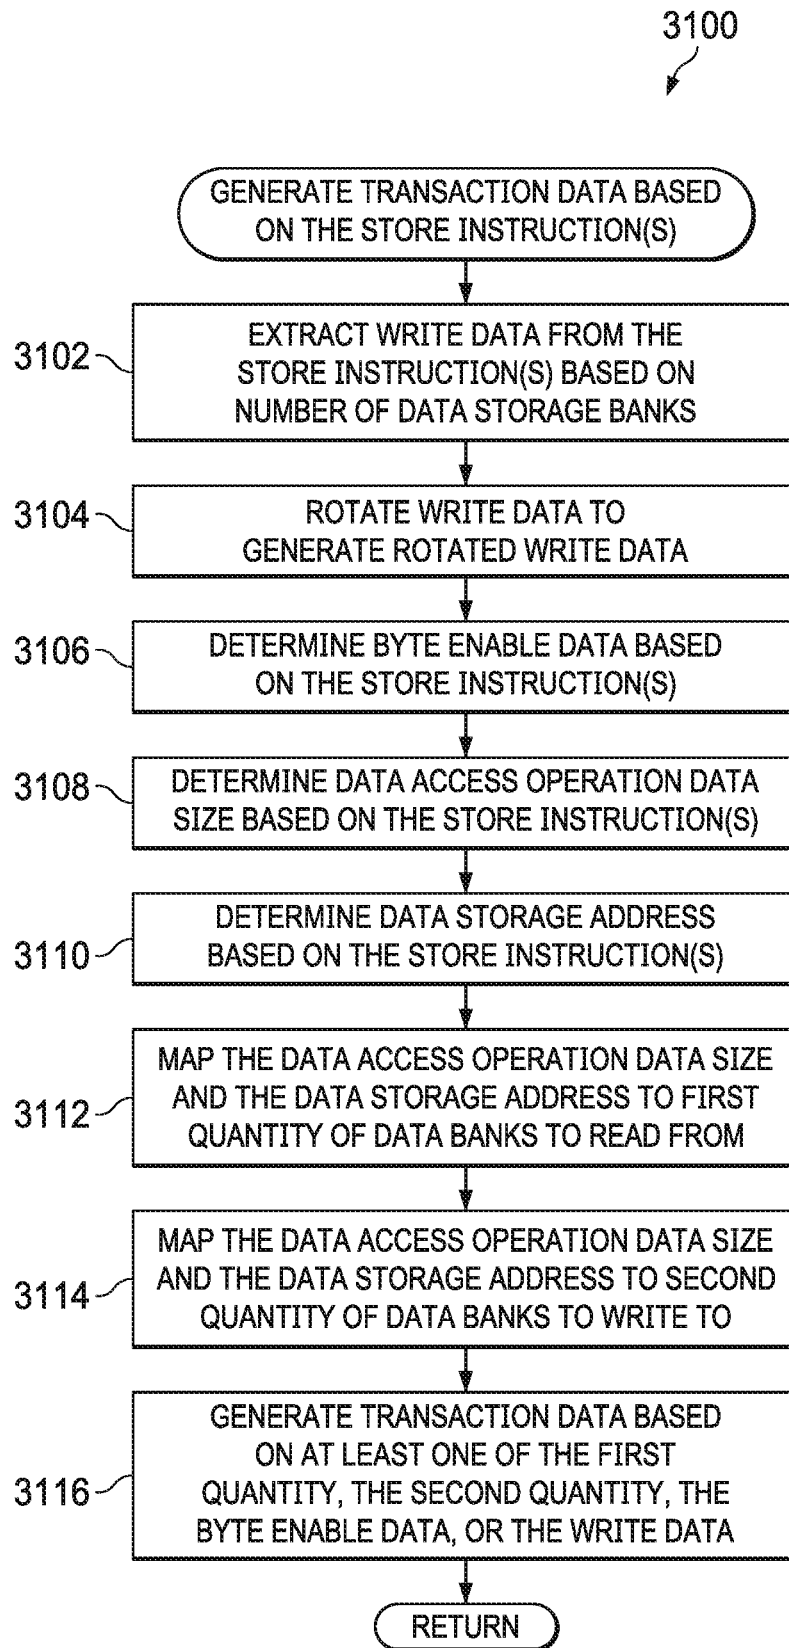 3100
GENERATE TRANSACTION DATA BASED
ON THE STORE INSTRUCTION(S)
3102
EXTRACT WRITE DATA FROM THE
STORE INSTRUCTION(S) BASED ON
NUMBER OF DATA STORAGE BANKS
3104
ROTATE WRITE DATA TO
GENERATE ROTATED WRITE DATA
3106
DETERMINE BYTE ENABLE DATA BASED
ON THE STORE INSTRUCTION(S)
3108
DETERMINE DATA ACCESS OPERATION DATA
SIZE BASED ON THE STORE INSTRUCTION(S)
3110
DETERMINE DATA STORAGE ADDRESS
BASED ON THE STORE INSTRUCTION(S)
3112
MAP THE DATA ACCESS OPERATION DATA SIZE
AND THE DATA STORAGE ADDRESS TO FIRST
QUANTITY OF DATA BANKS TO READ FROM
3114
MAP THE DATA ACCESS OPERATION DATA SIZE
AND THE DATA STORAGE ADDRESS TO SECOND
QUANTITY OF DATA BANKS TO WRITE TO
3116
GENERATE TRANSACTION DATA BASED
ON AT LEAST ONE OF THE FIRST
QUANTITY, THE SECOND QUANTITY, THE
BYTE ENABLE DATA, OR THE WRITE DATA
RETURN